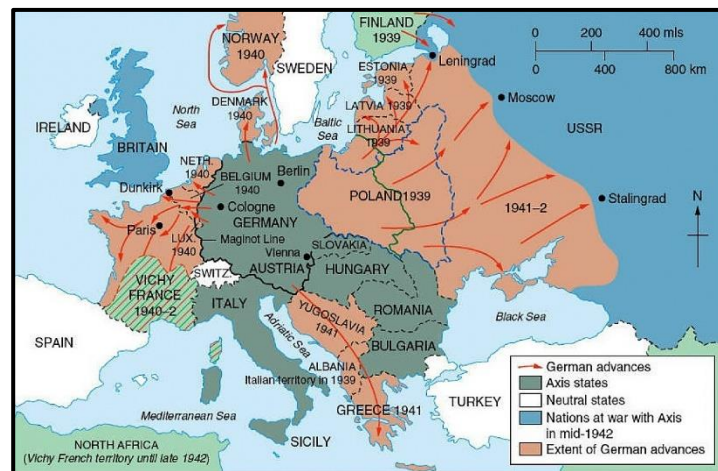 NORWAY
1940
FINLAND
1939
SWEDEN
ESTONIA
1939
Leningrad
0 200 400 mls
0 400 800 km
North
Sea
DENMARK
1940
Baltic
Sea
LATVIA 1939
LITHUANIA
1939
Moscow
USSR
IRELAND
BRITAIN
NETH.
1940
BELGIUM
1940
Berlin
Dunkirk
Cologne
GERMANY
POLAND 1939
Stalingrad
1941–2
N
Paris
LUX.
1940
Maginot Line
Vienna
SLOVAKIA
AUSTRIA
HUNGARY
SWITZ.
VICHY
FRANCE
1940–2
ITALY
ROMANIA
YUGOSLAVIA
1941
Adriatic Sea
BULGARIA
Black Sea
SPAIN
ALBANIA
Italian territory in 1939
GREECE 1941
TURKEY
Mediterranean Sea
SICILY
NORTH AFRICA
(Vichy French territory until late 1942)
German advances
Axis states
Neutral states
Nations at war with Axis
in mid-1942
Extent of German advances